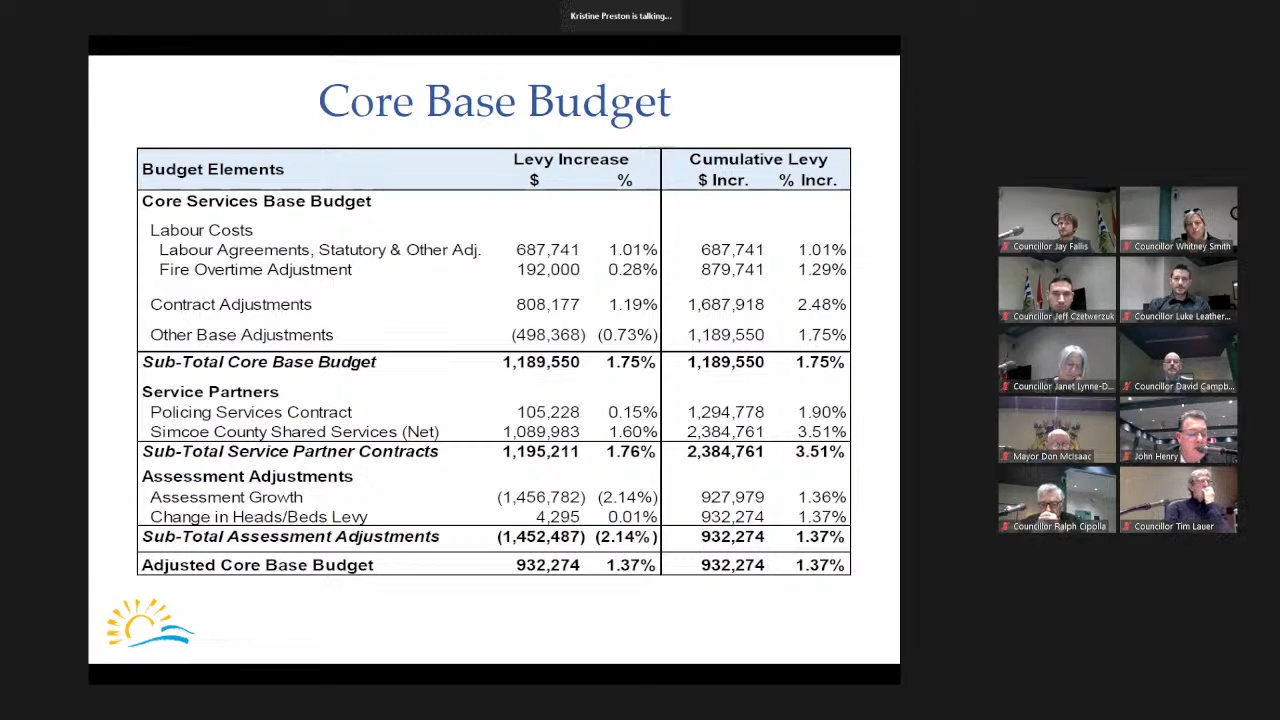 Kristine Preston is talking...
Core Base Budget
Budget Elements Levy Increase Cumulative Levy
$ % $ Incr. % Incr.
Core Services Base Budget
Labour Costs
Labour Agreements, Statutory & Other Adj. 687,741 1.01% 687,741 1.01%
Fire Overtime Adjustment 192,000 0.28% 879,741 1.29%
Contract Adjustments 808,177 1.19% 1,687,918 2.48%
Other Base Adjustments (498,368) (0.73%) 1,189,550 1.75%
Sub-Total Core Base Budget 1,189,550 1.75% 1,189,550 1.75%
Service Partners
Policing Services Contract 105,228 0.15% 1,294,778 1.90%
Simcoe County Shared Services (Net) 1,089,983 1.60% 2,384,761 3.51%
Sub-Total Service Partner Contracts 1,195,211 1.76% 2,384,761 3.51%
Assessment Adjustments
Assessment Growth (1,456,782) (2.14%) 927,979 1.36%
Change in Heads/Beds Levy 4,295 0.01% 932,274 1.37%
Sub-Total Assessment Adjustments (1,452,487) (2.14%) 932,274 1.37%
Adjusted Core Base Budget 932,274 1.37% 932,274 1.37%
Councillor Jay Fallis Councillor Whitney Smith
Councillor Jeff Czetwerzuk Councillor Luke Leather...
Councillor Janet Lynne-D... Councillor David Campb...
Mayor Don McIsaac John Henry
Councillor Ralph Cipolla Councillor Tim Lauer